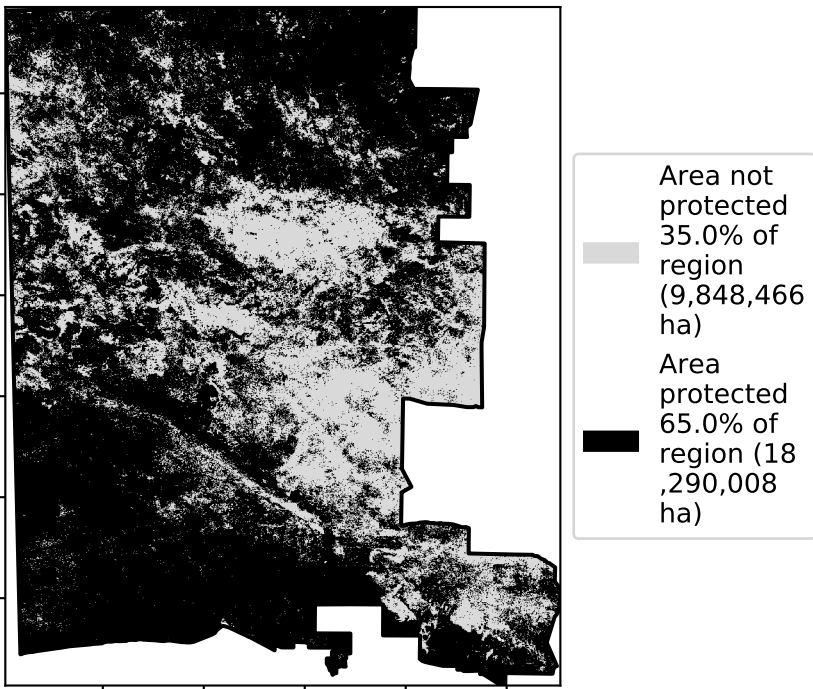 Area not
protected
35.0% of
region
(9,848,466
ha)
Area
protected
65.0% of
region (18
,290,008
ha)